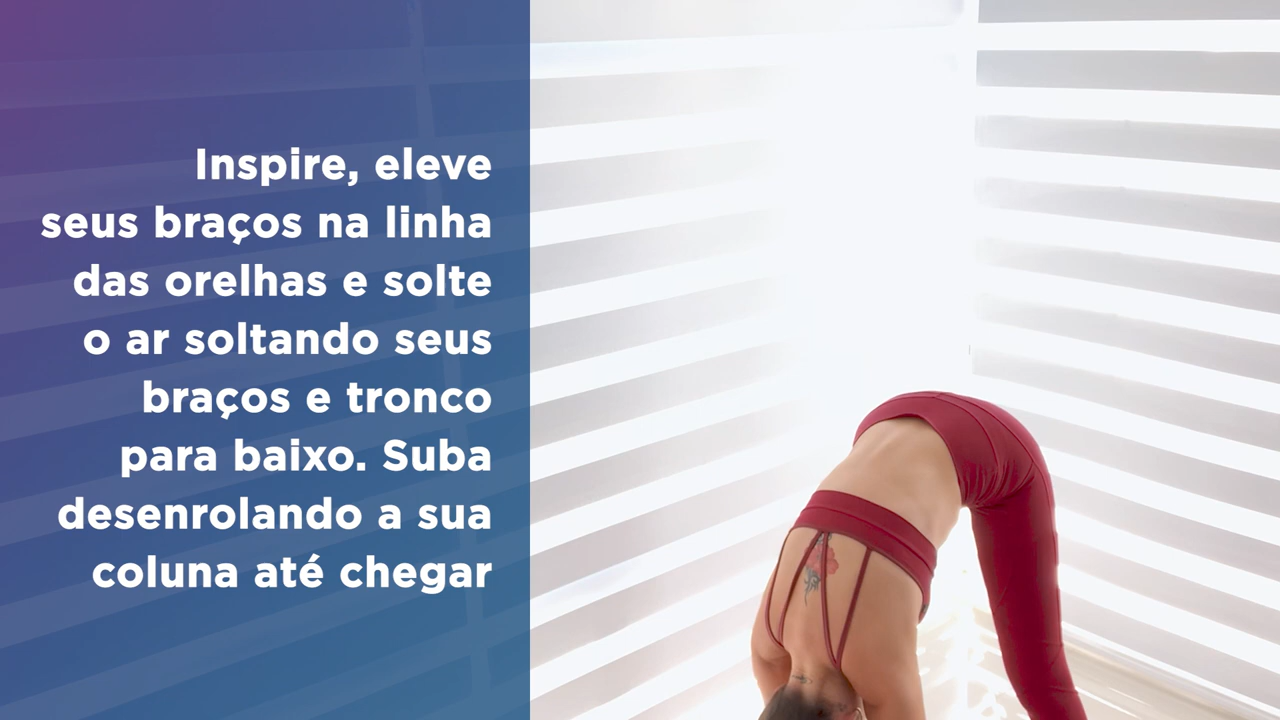 Inspire, eleve
seus braços na linha
das orelhas e solte
o ar soltando seus
braços e tronco
para baixo. Suba
desenrolando a sua
coluna até chegar